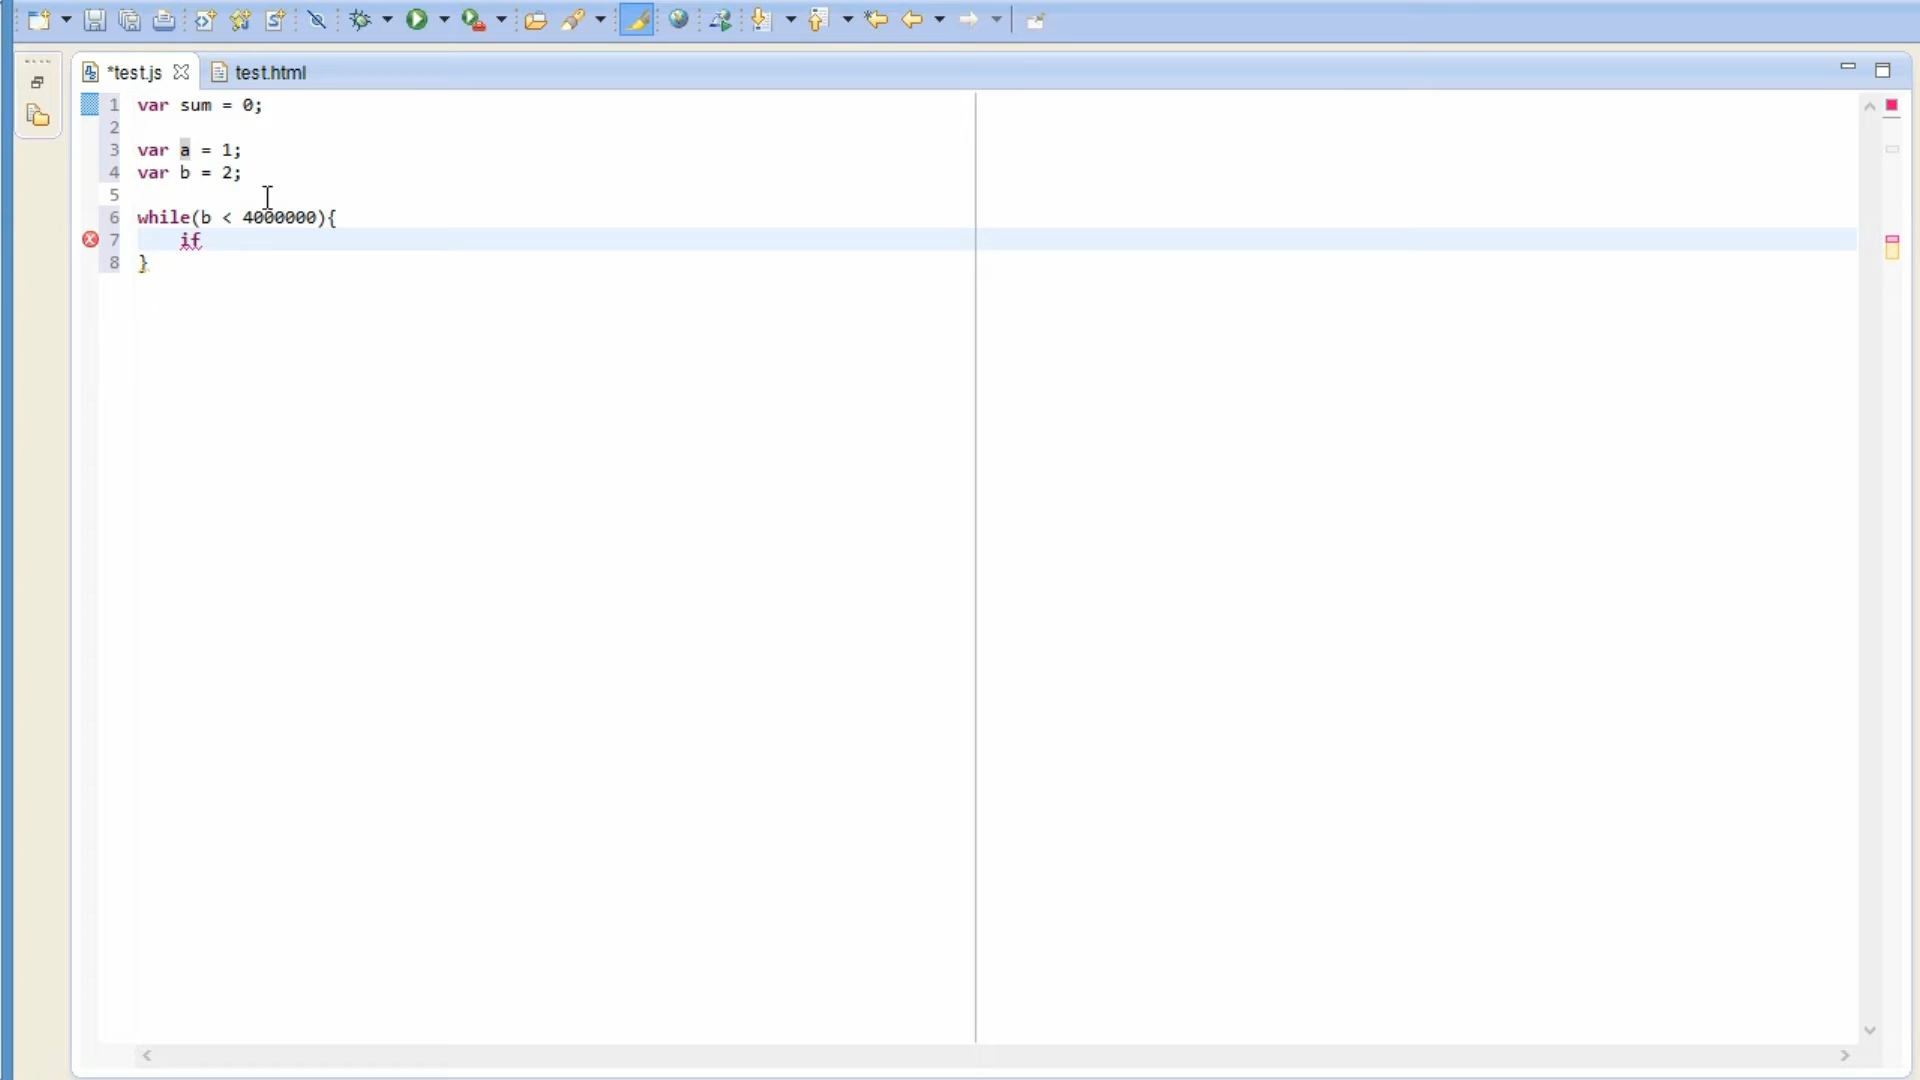 *test.js test.html
1 var sum = 0;
2
3 var a = 1;
4 var b = 2;
5
6 while(b < 4000000){
7 if
8 }